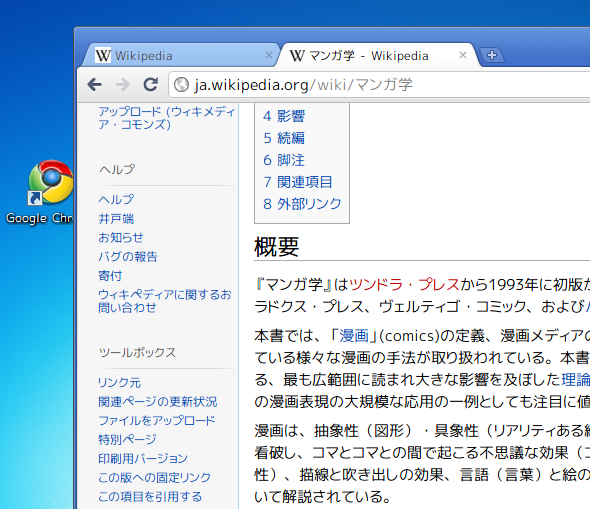 Wikipedia
マンガ学 - Wikipedia
ja.wikipedia.org/wiki/マンガ学
Google Chr
アップロード (ウィキメディ
ア・コモンズ)
ヘルプ
ヘルプ
井戸端
お知らせ
バグの報告
寄付
ウィキペディアに関するお
問い合わせ
ツールボックス
リンク元
関連ページの更新状況
ファイルをアップロード
特別ページ
印刷用バージョン
この版への固定リンク
この項目を引用する
4 影響
5 続編
6 脚注
7 関連項目
8 外部リンク
概要
『マンガ学』はツンドラ・プレスから1993年に初版が
ラドクス・プレス、ヴェルティゴ・コミック、および
本書では、「漫画」(comics)の定義、漫画メディアの
ている様々な漫画の手法が取り扱われている。本書
る、最も広範囲に読まれ大きな影響を及ぼした理論
の漫画表現の大規模な応用の一例としても注目に値
漫画は、抽象性（図形）・具象性（リアリティある絵
看破し、コマとコマとの間で起こる不思議な効果（コ
性）、描線と吹き出しの効果、言語（言葉）と絵の
いて解説されている。